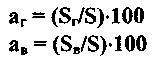 aг = (Sг/S)·100
aв = (Sв/S)·100